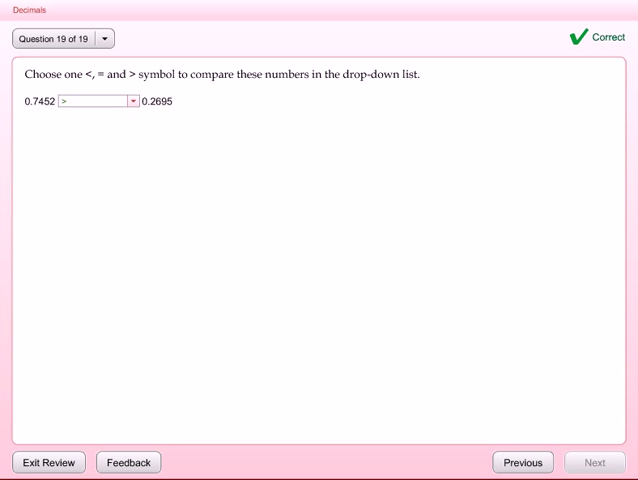 Decimals
Question 19 of 19
Correct
Choose one <, = and > symbol to compare these numbers in the drop-down list.
0.7452 > 0.2695
Exit Review Feedback Previous Next